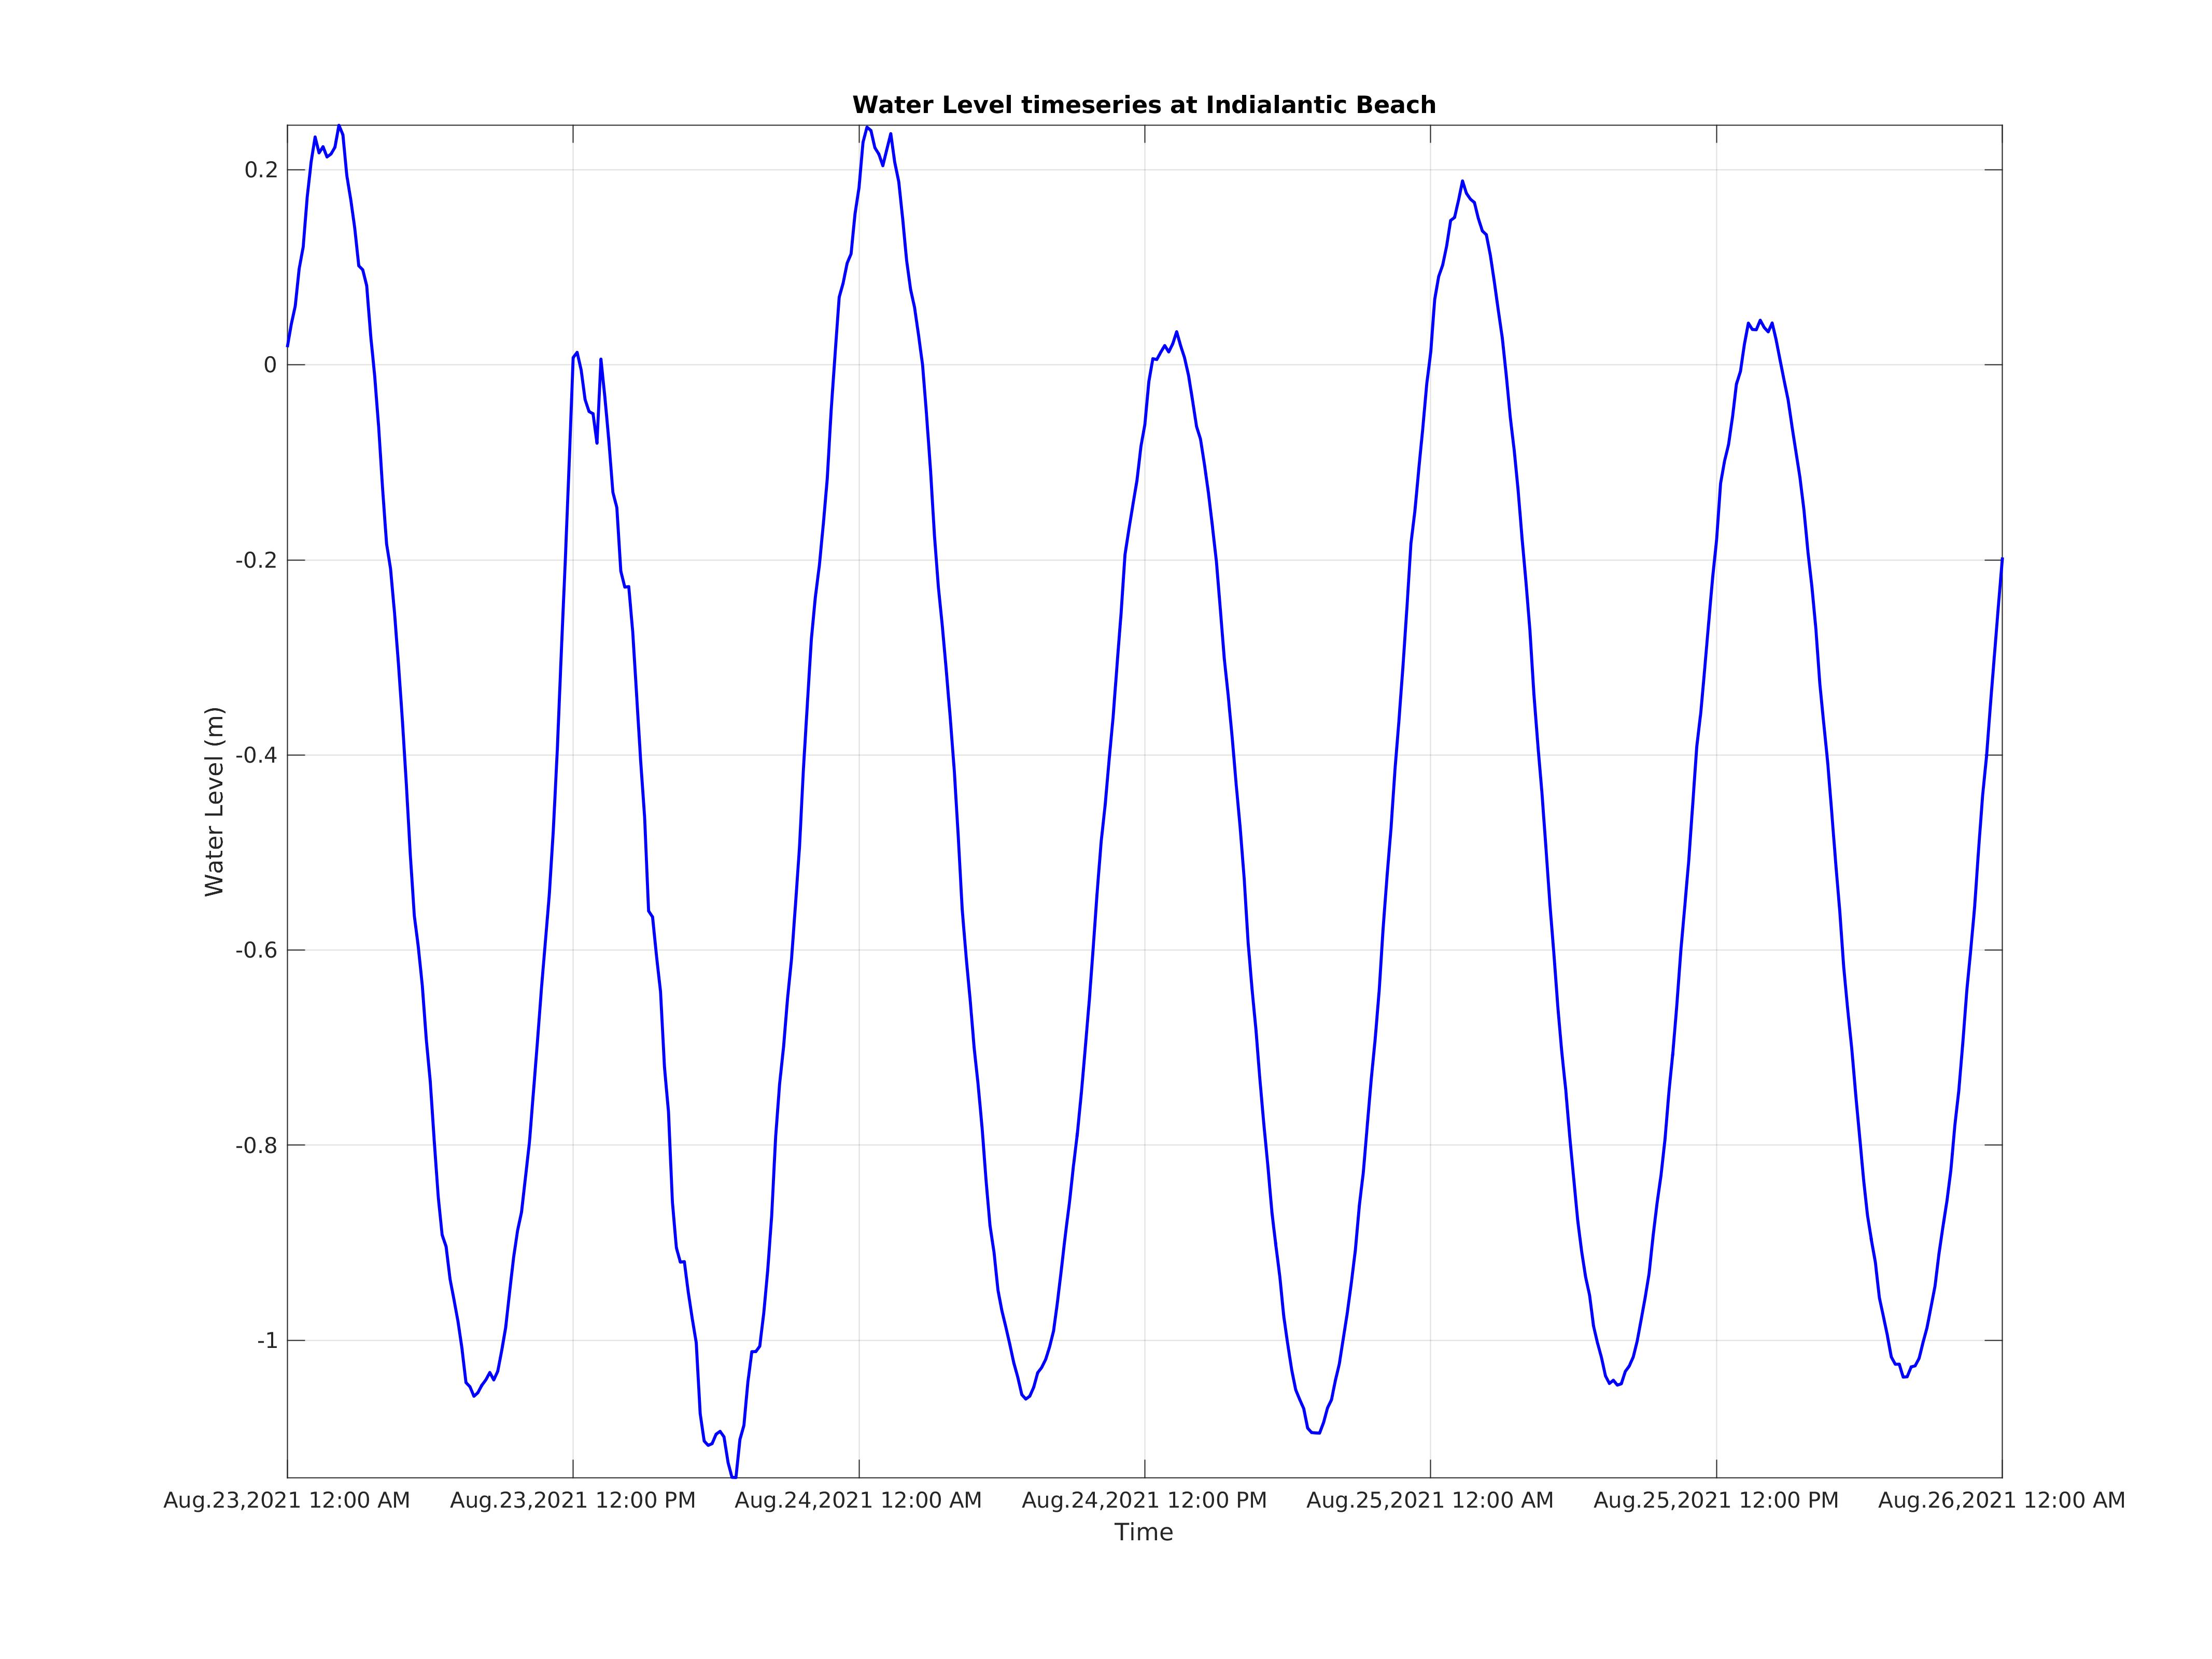 Water Level timeseries at Indialantic Beach
0.2
0
-0.2
-0.4
-0.6
-0.8
-1
Water Level (m)
Aug.23,2021 12:00 AM
Aug.23,2021 12:00 PM
Aug.24,2021 12:00 AM
Aug.24,2021 12:00 PM
Aug.25,2021 12:00 AM
Aug.25,2021 12:00 PM
Aug.26,2021 12:00 AM
Time